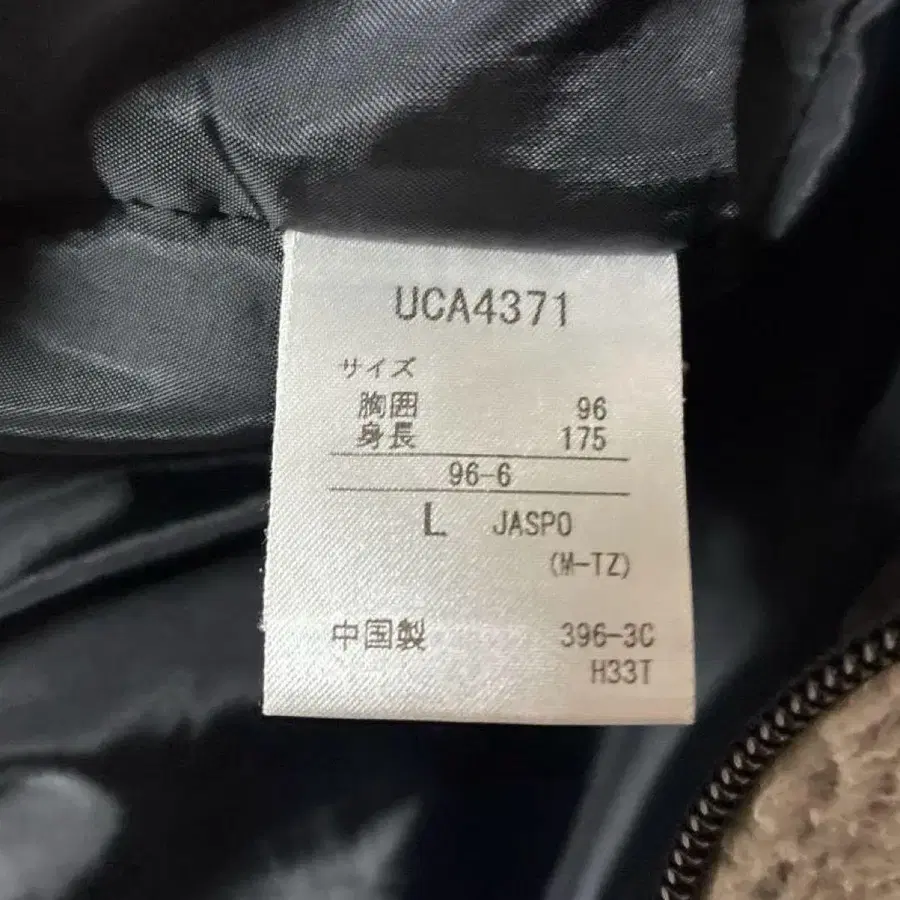 UCA4371
サイズ
胸囲 96
身長 175
96-6
L JASPO
(M-TZ)
中国製 396-3C
H33T